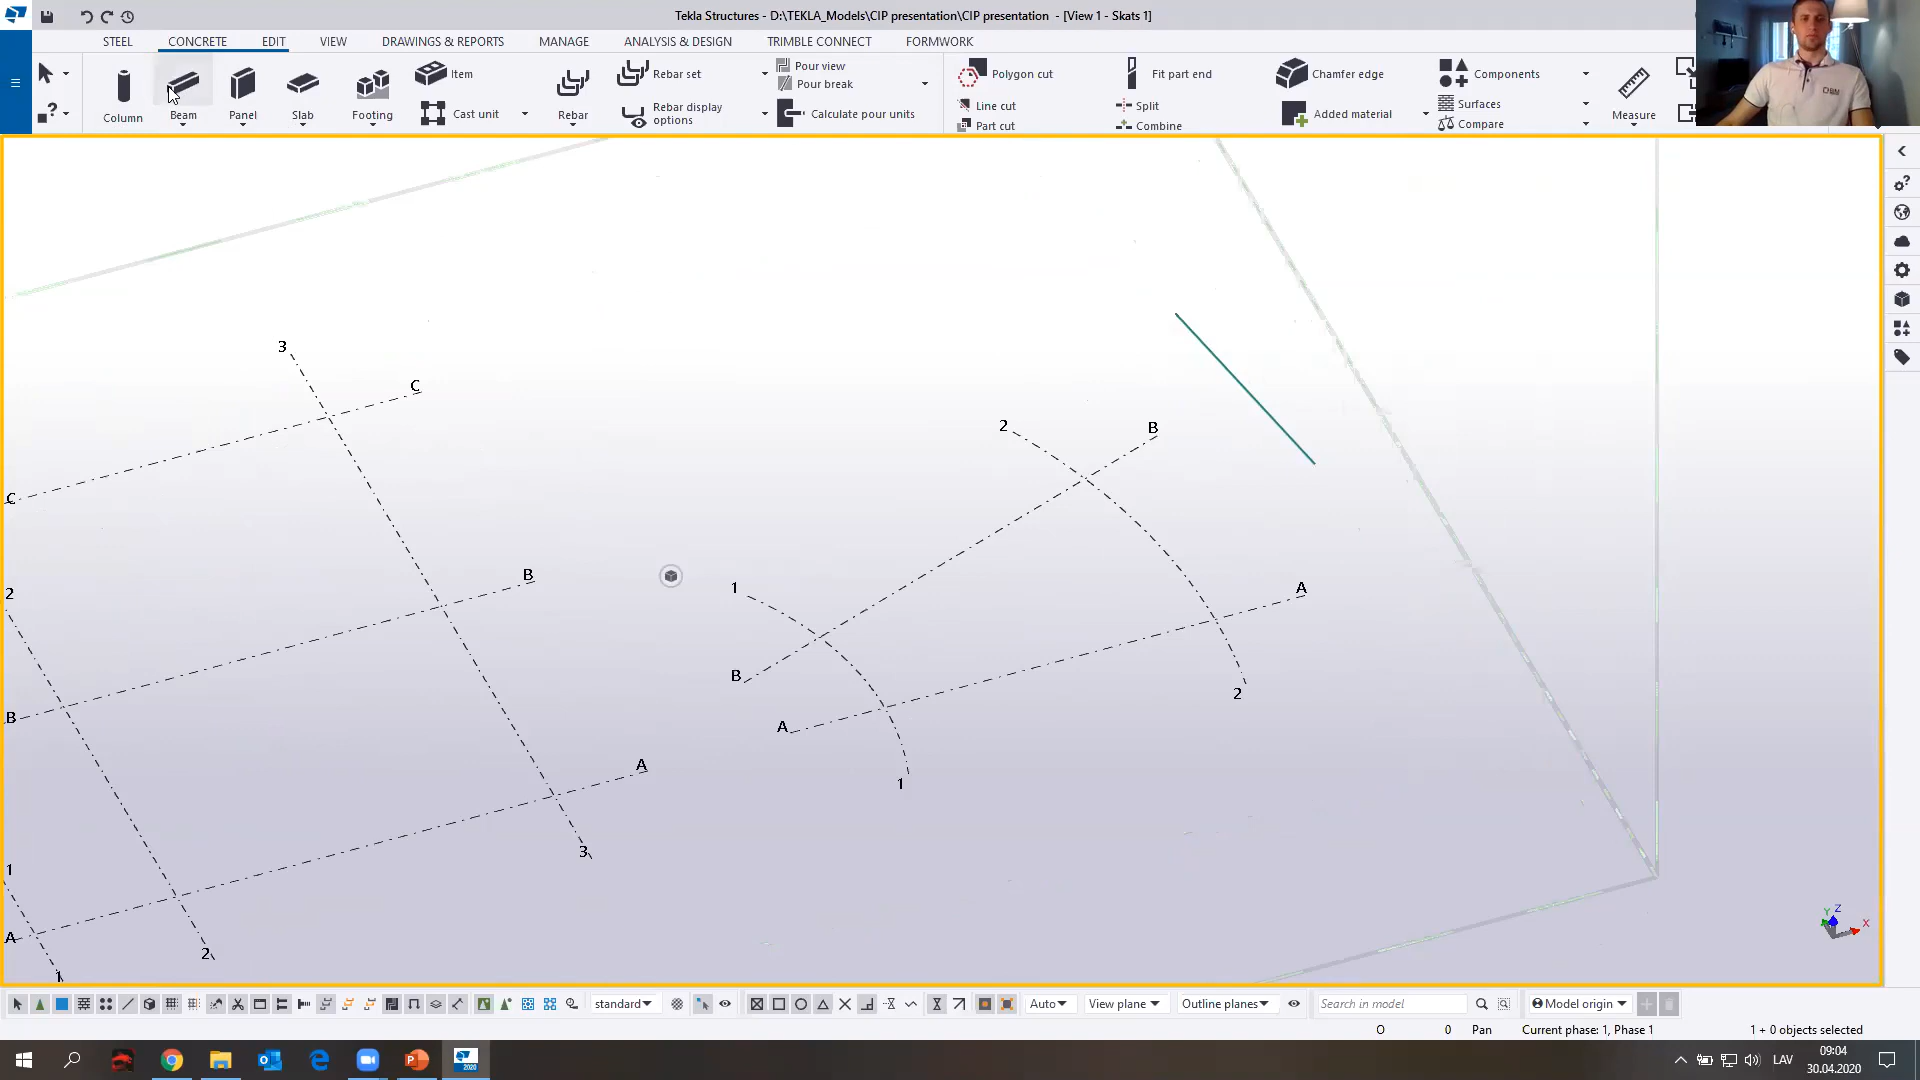 Tekla Structures - D:\TEKLA_Models\CIP presentation\CIP presentation - [View 1 - Skats 1]
STEEL CONCRETE EDIT VIEW DRAWINGS & REPORTS MANAGE ANALYSIS & DESIGN TRIMBLE CONNECT FORMWORK
Column
Beam
Panel
Slab
Footing
Item
Cast unit
Rebar
Rebar set
Rebar display options
Pour view
Pour break
Calculate pour units
Polygon cut
Line cut
Part cut
Fit part end
Split
Combine
Chamfer edge
Added material
Components
Surfaces
Compare
Measure
3
C
C
2
B
B
A
3
1
A
2
1
2
B
1
A
B
A
2
1
Z
Y
X
standard
Auto
View plane
Outline planes
Search in model
Model origin
O 0 Pan Current phase: 1, Phase 1 1 + 0 objects selected
2020
LAV
09:04
30.04.2020